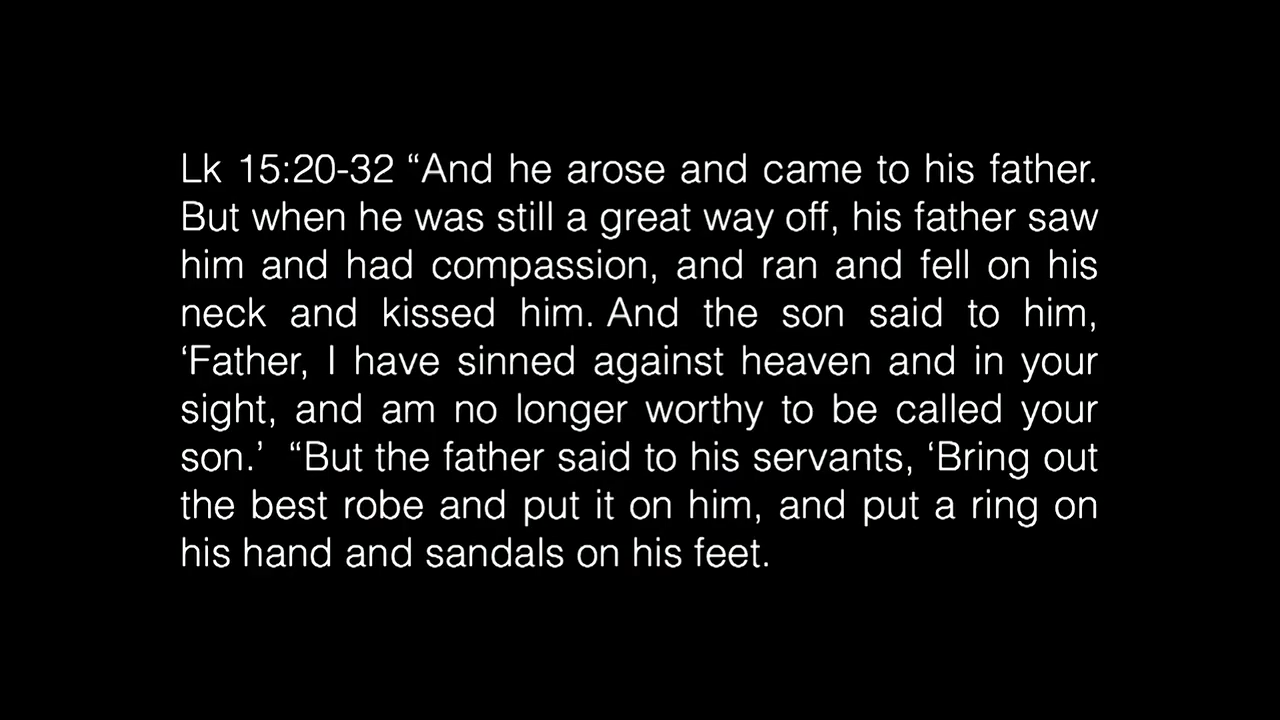 Lk 15:20-32 “And he arose and came to his father.
But when he was still a great way off, his father saw
him and had compassion, and ran and fell on his
neck and kissed him. And the son said to him,
‘Father, I have sinned against heaven and in your
sight, and am no longer worthy to be called your
son.’ “But the father said to his servants, ‘Bring out
the best robe and put it on him, and put a ring on
his hand and sandals on his feet.